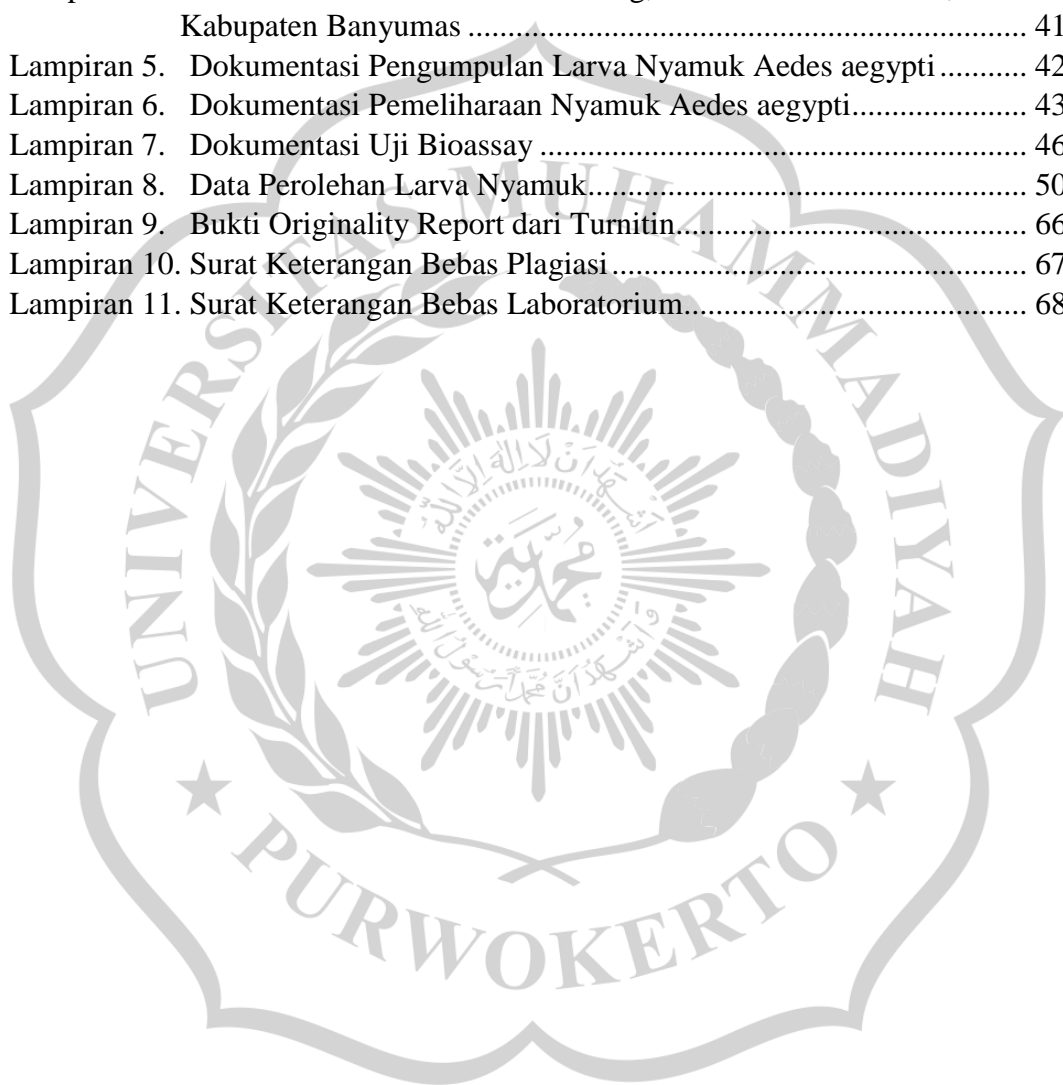 Kabupaten Banyumas ........................................................................ 41
Lampiran 5. Dokumentasi Pengumpulan Larva Nyamuk Aedes aegypti ........... 42
Lampiran 6. Dokumentasi Pemeliharaan Nyamuk Aedes aegypti...................... 43
Lampiran 7. Dokumentasi Uji Bioassay .............................................................. 46
Lampiran 8. Data Perolehan Larva Nyamuk........................................................ 50
Lampiran 9. Bukti Originality Report dari Turnitin............................................. 66
Lampiran 10. Surat Keterangan Bebas Plagiasi ..................................................... 67
Lampiran 11. Surat Keterangan Bebas Laboratorium............................................ 68
UNIVERSITAS MUHAMMADIYAH
PURWOKERTO